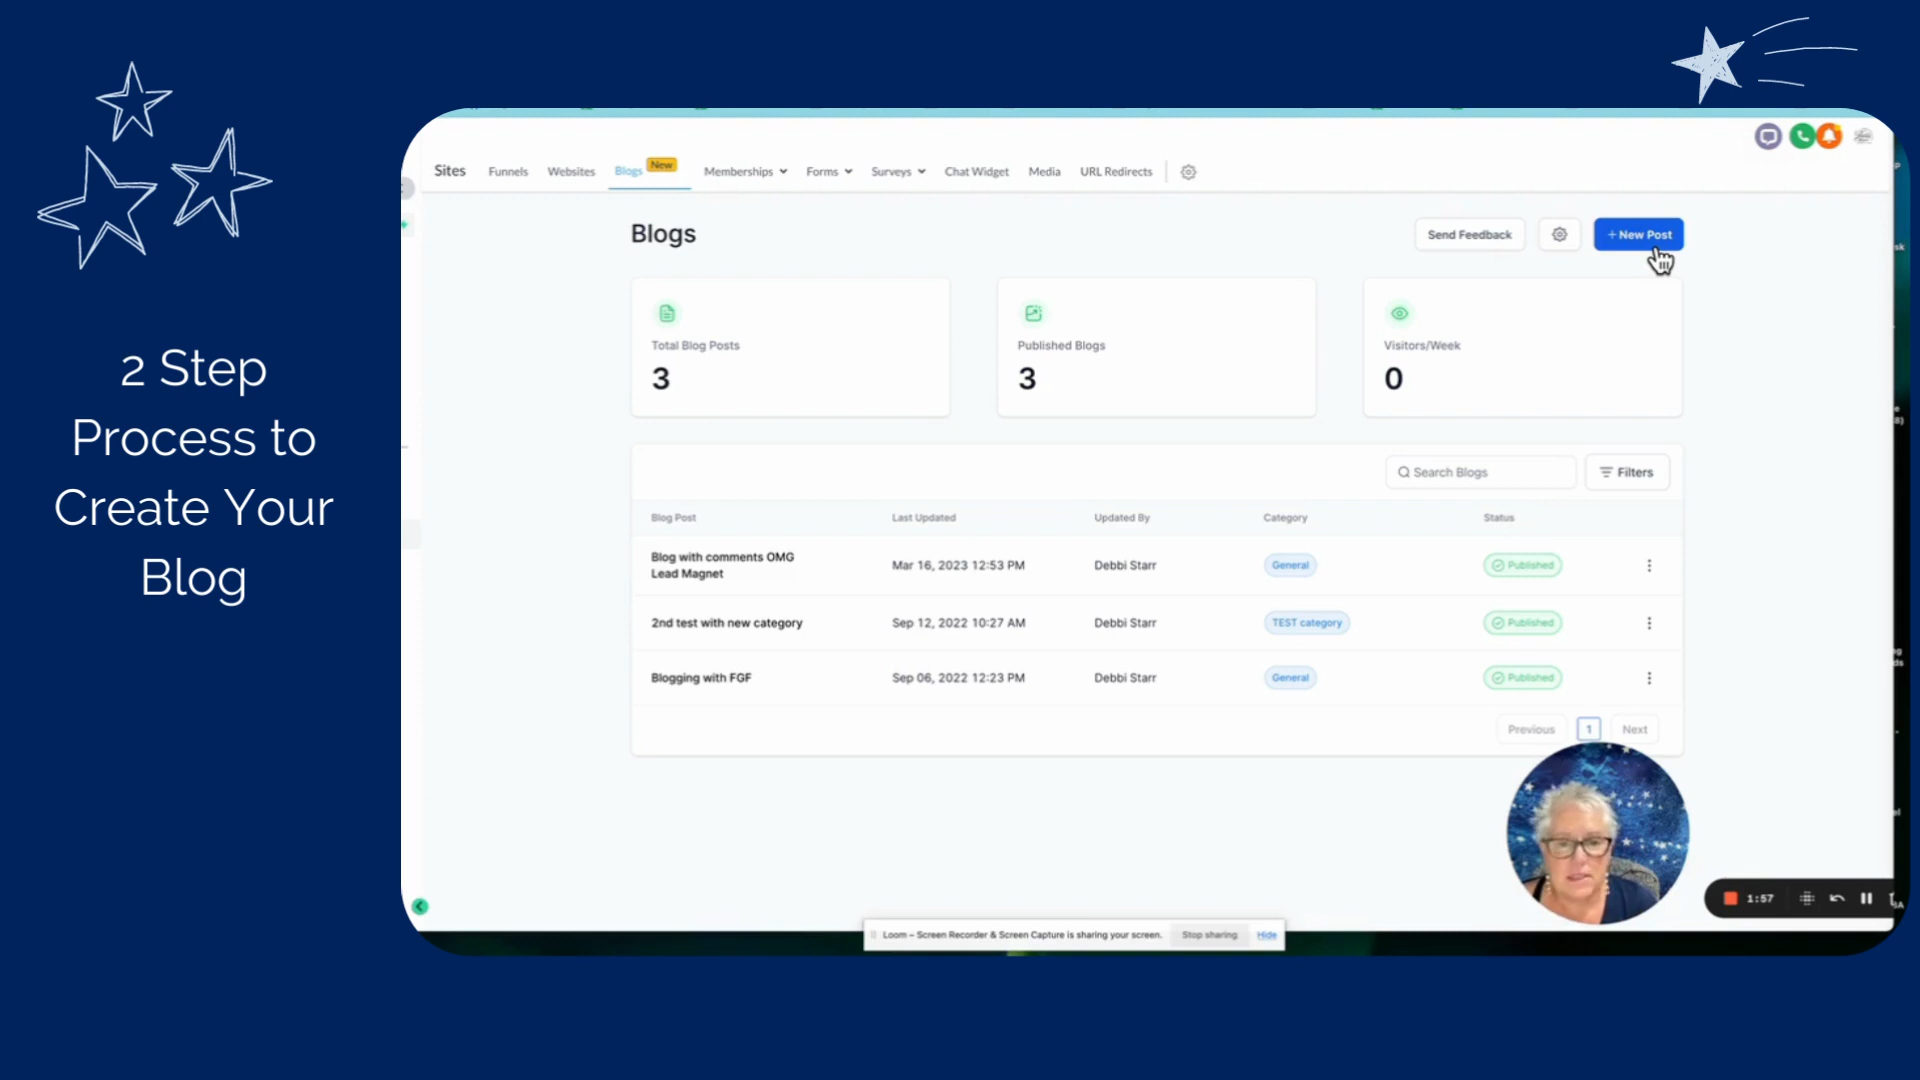 2 Step
Process to
Create Your
Blog
Sites Funnels Websites Blogs New Memberships Forms Surveys Chat Widget Media URL Redirects
Blogs
Send Feedback
+ New Post
Total Blog Posts
3
Published Blogs
3
Visitors/Week
0
Search Blogs
Filters
Blog Post Last Updated Updated By Category Status
Blog with comments OMG
Lead Magnet
Mar 16, 2023 12:53 PM Debbi Starr General Published
2nd test with new category Sep 12, 2022 10:27 AM Debbi Starr TEST category Published
Blogging with FGF Sep 06, 2022 12:23 PM Debbi Starr General Published
Previous 1 Next
1:57
Loom – Screen Recorder & Screen Capture is sharing your screen. Stop sharing Hide